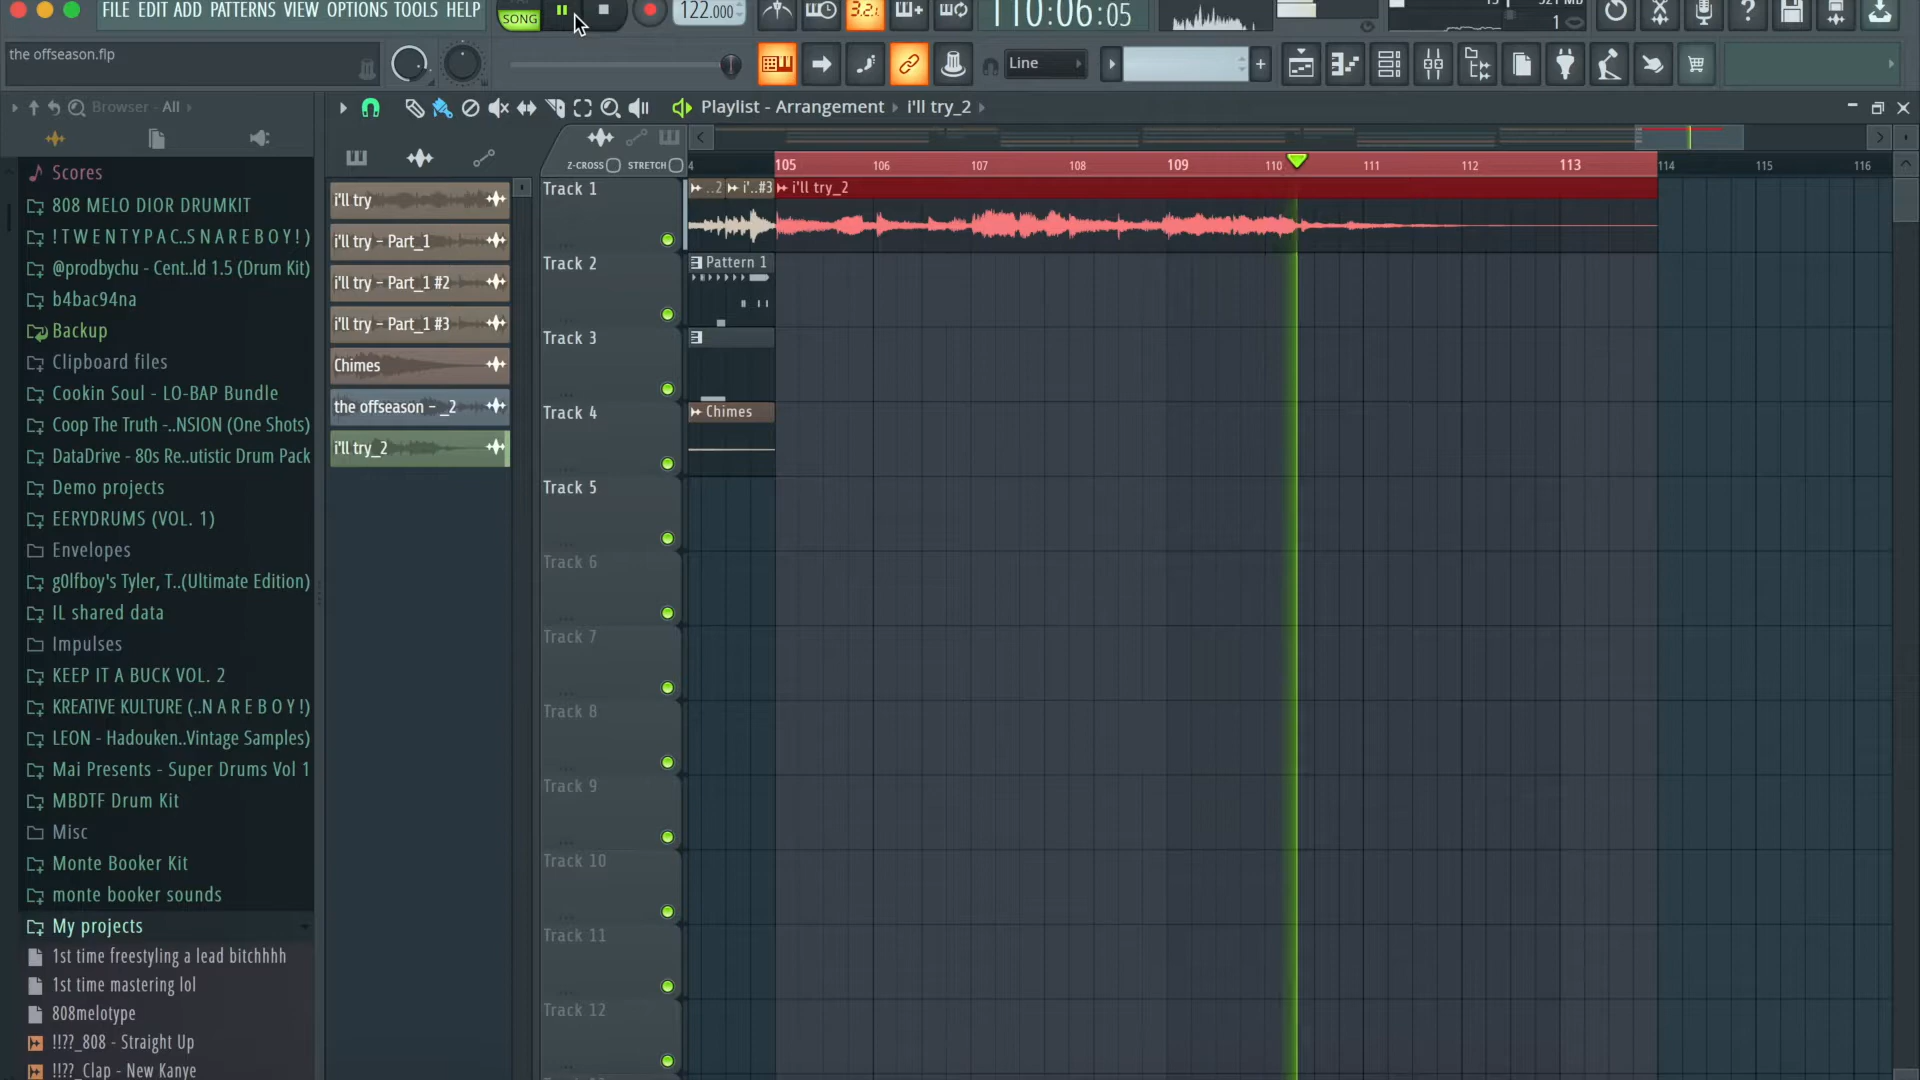 FILE EDIT ADD PATTERNS VIEW OPTIONS TOOLS HELP
SONG
122.000
3.2.
110:06:05
1
the offseason.flp
Line
Browser - All
Playlist - Arrangement › i'll try_2
Z-CROSS
STRETCH
4 105 106 107 108 109 110 111 112 113 114 115 116
Scores
808 MELO DIOR DRUMKIT
! T W E N T Y P A C..S N A R E B O Y ! )
@prodbychu - Cent..ld 1.5 (Drum Kit)
b4bac94na
Backup
Clipboard files
Cookin Soul - LO-BAP Bundle
Coop The Truth -..NSION (One Shots)
DataDrive - 80s Re..utistic Drum Pack
Demo projects
EERYDRUMS (VOL. 1)
Envelopes
g0lfboy's Tyler, T..(Ultimate Edition)
IL shared data
Impulses
KEEP IT A BUCK VOL. 2
KREATIVE KULTURE (..N A R E B O Y !)
LEON - Hadouken..Vintage Samples)
Mai Presents - Super Drums Vol 1
MBDTF Drum Kit
Misc
Monte Booker Kit
monte booker sounds
My projects
1st time freestyling a lead bitchhhh
1st time mastering lol
808melotype
!!??_808 - Straight Up
!!??_Clap - New Kanye
i'll try
i'll try - Part_1
i'll try - Part_1 #2
i'll try - Part_1 #3
Chimes
the offseason - _2
i'll try_2
Track 1
..2
i'..#3
i'll try_2
Track 2
Pattern 1
Track 3
Track 4
Chimes
Track 5
Track 6
Track 7
Track 8
Track 9
Track 10
Track 11
Track 12